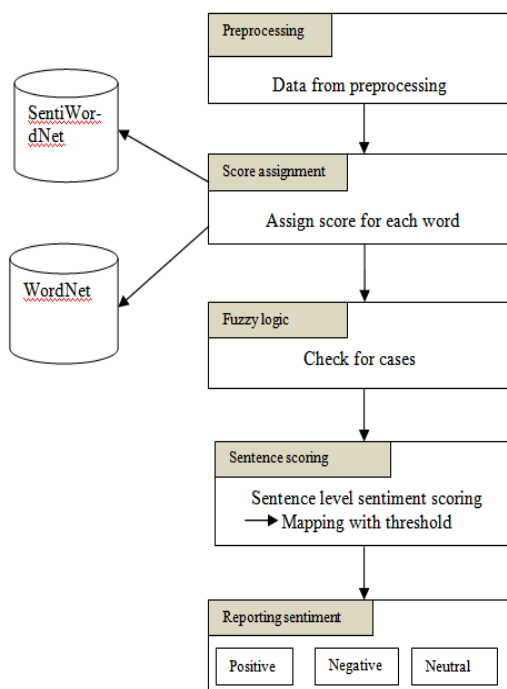 Preprocessing
Data from preprocessing
SentiWor-
dNet
Score assignment
Assign score for each word
WordNet
Fuzzy logic
Check for cases
Sentence scoring
Sentence level sentiment scoring
Mapping with threshold
Reporting sentiment
Positive
Negative
Neutral